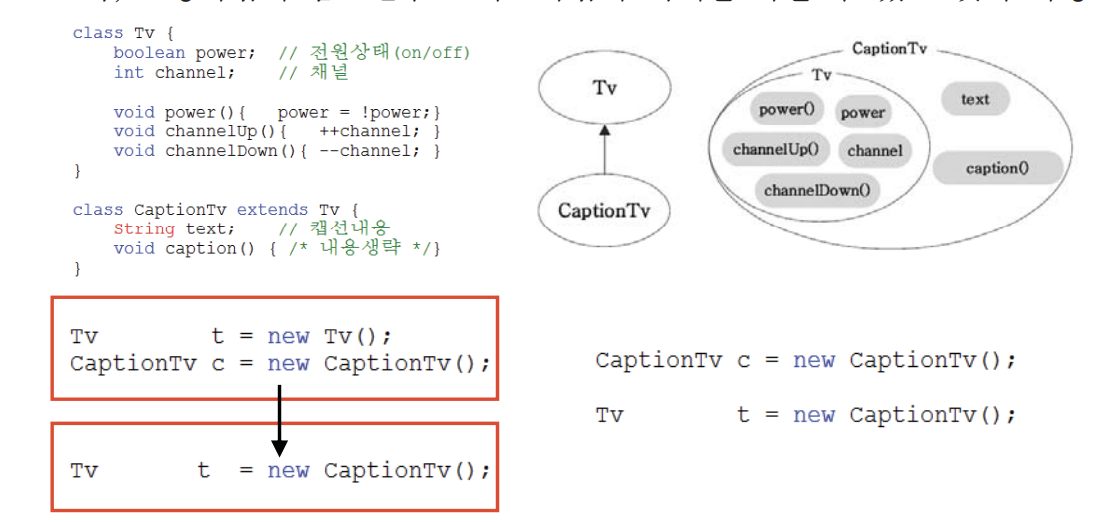 class Tv {
boolean power; // 전원상태(on/off)
int channel; // 채널
void power(){ power = !power;}
void channelUp(){ ++channel; }
void channelDown(){ --channel; }
}
class CaptionTv extends Tv {
String text; // 캡션내용
void caption() { /* 내용생략 */}
}
Tv
CaptionTv
CaptionTv
Tv
power()
power
text
channelUp()
channel
caption()
channelDown()
Tv t = new Tv();
CaptionTv c = new CaptionTv();
Tv t = new CaptionTv();
CaptionTv c = new CaptionTv();
Tv t = new CaptionTv();